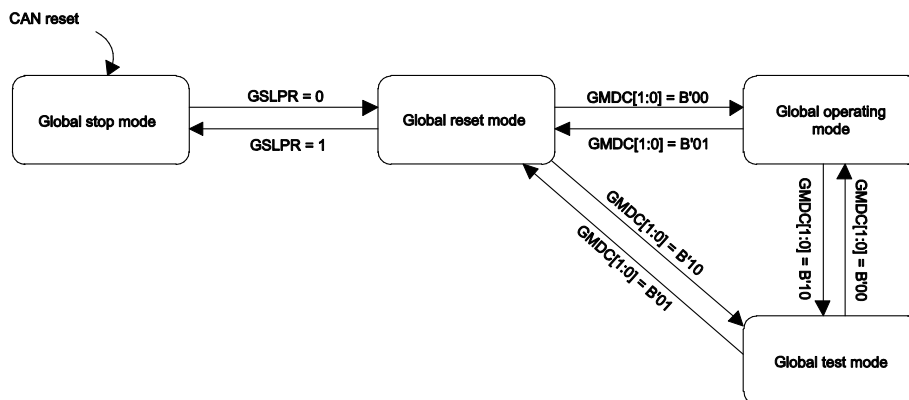 CAN reset
Global stop mode
GSLPR = 0
GSLPR = 1
Global reset mode
GMDC[1:0] = B'00
GMDC[1:0] = B'01
Global operating
mode
GMDC[1:0] = B'10
GMDC[1:0] = B'01
GMDC[1:0] = B'10
GMDC[1:0] = B'00
Global test mode